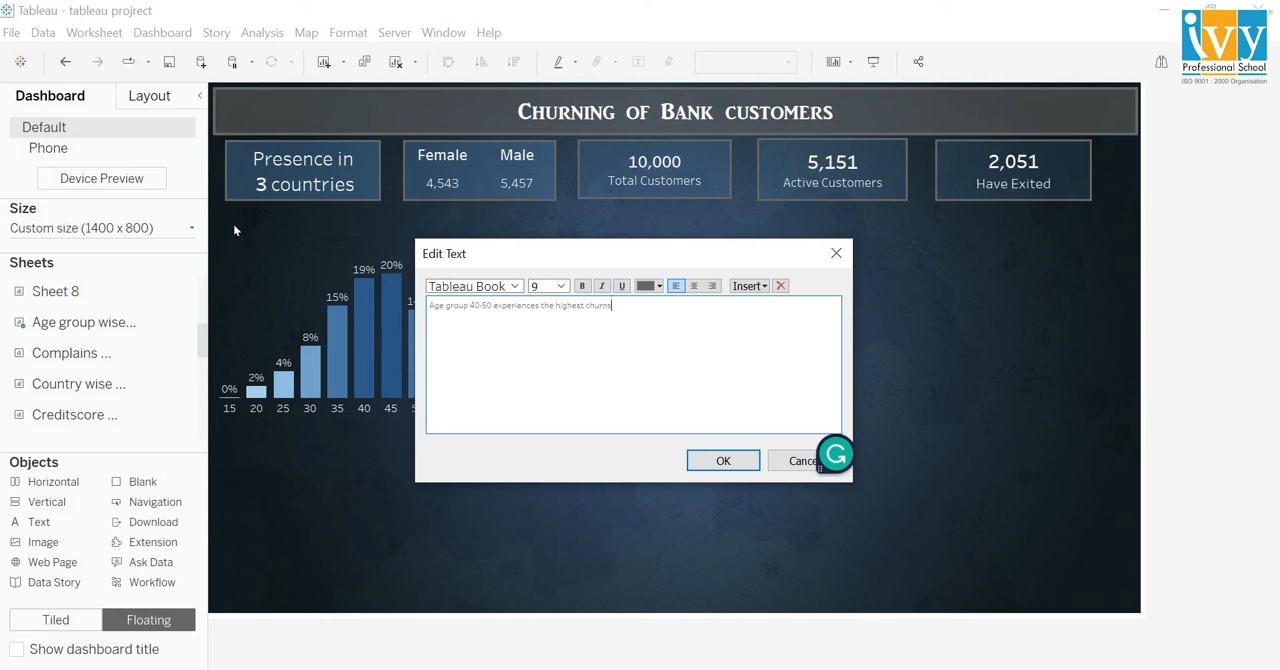 Tableau - tableau projrect
File Data Worksheet Dashboard Story Analysis Map Format Server Window Help
ivy
Professional School
ISO 9001 : 2000 Organisation
Dashboard Layout
Default
Phone
Device Preview
Size
Custom size (1400 x 800)
Sheets
Sheet 8
Age group wise...
Complains ...
Country wise ...
Creditscore ...
Objects
Horizontal Blank
Vertical Navigation
Text Download
Image Extension
Web Page Ask Data
Data Story Workflow
Tiled Floating
Show dashboard title
Churning of Bank customers
Presence in
3 countries
Female Male
4,543 5,457
10,000
Total Customers
5,151
Active Customers
2,051
Have Exited
0% 2% 4% 8% 15% 19% 20%
15 20 25 30 35 40 45
Edit Text
Tableau Book 9 B I U Insert
Age group 40-50 experiences the highest churns
OK